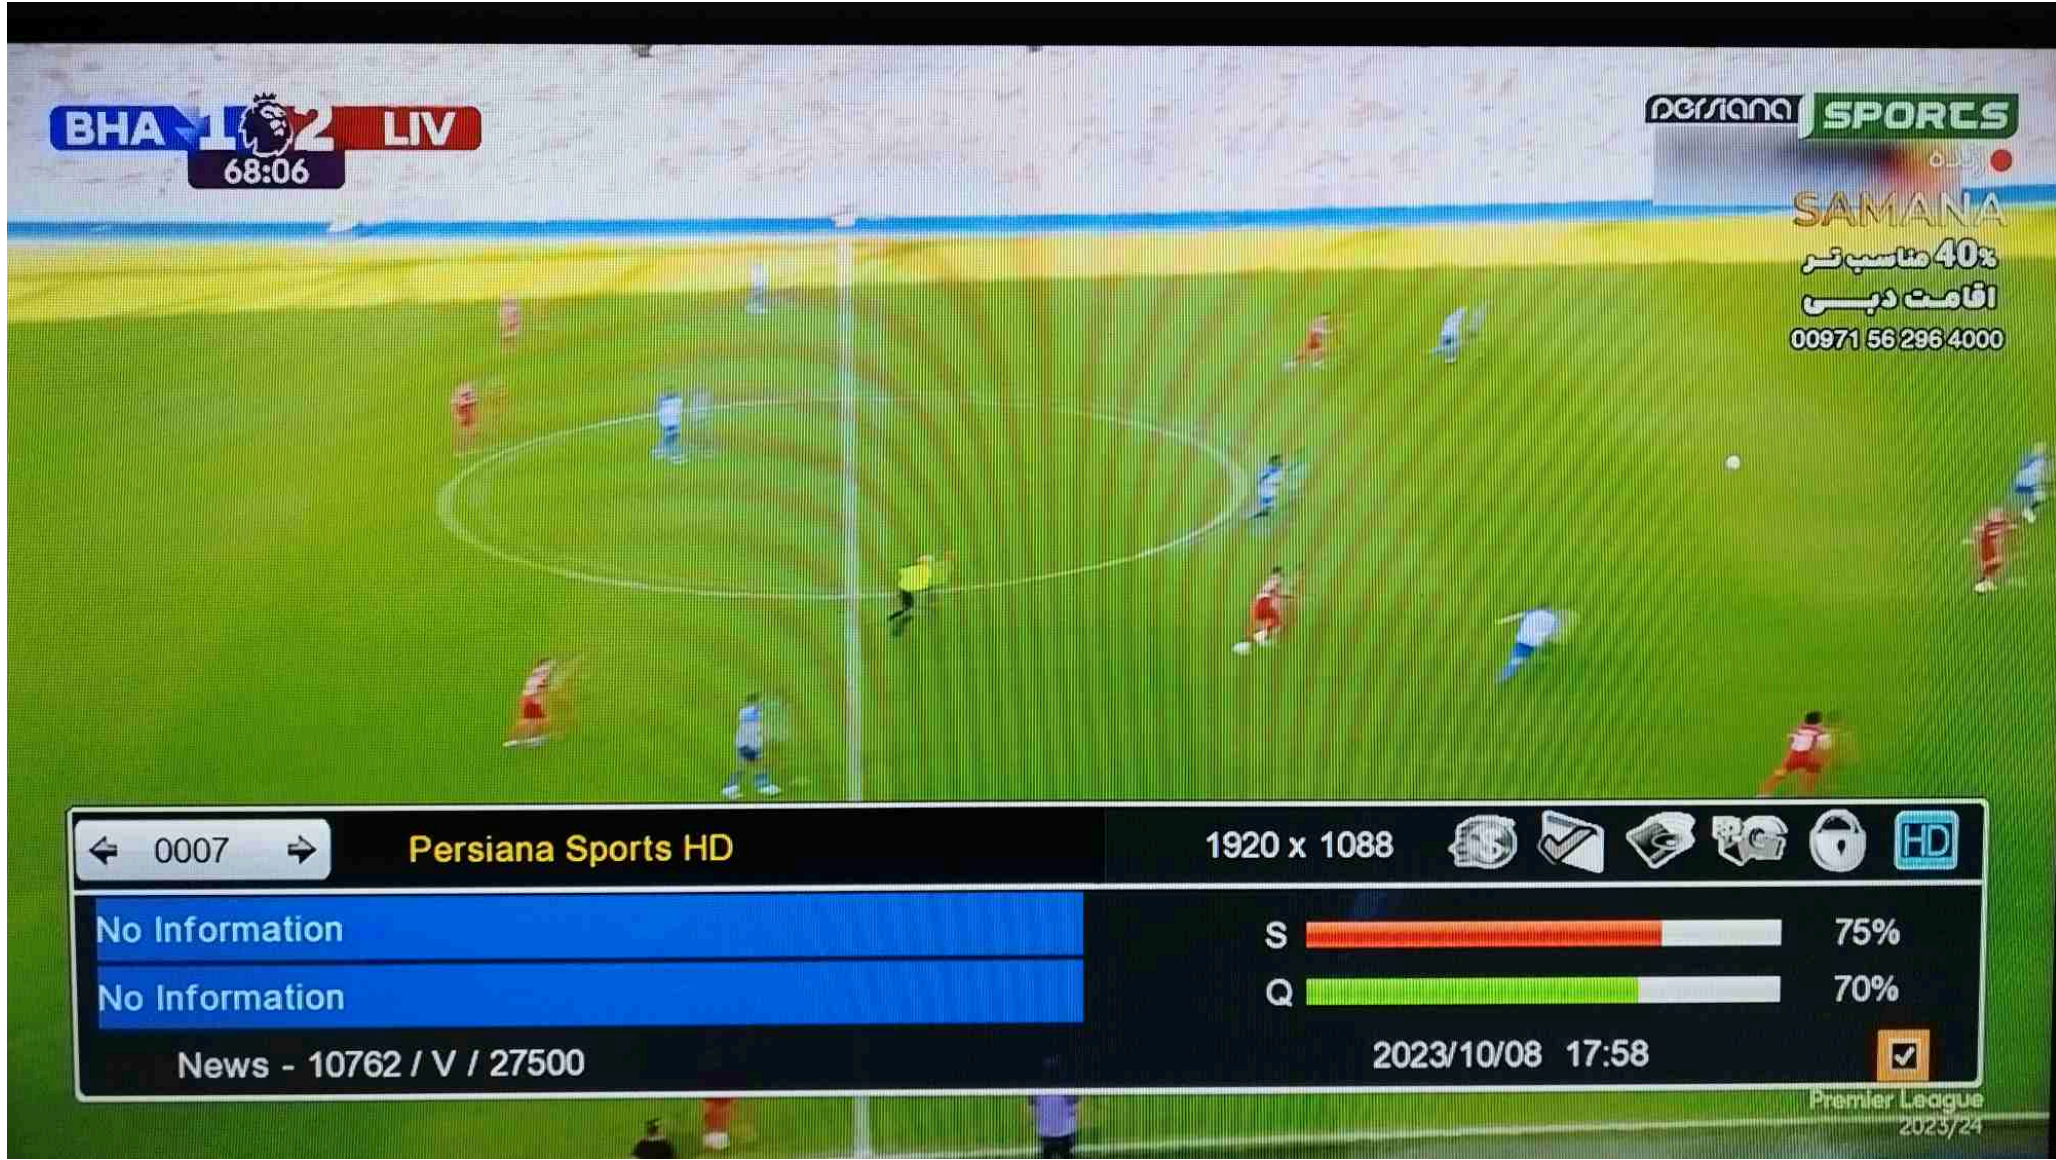 BHA 1 2 LIV
68:06
persiana SPORTS
زنده
SAMANA
40% مناسب تر
اقامت دبی
00971 56 296 4000
0007 Persiana Sports HD 1920 x 1088 HD
No Information
S 75%
No Information
Q 70%
News - 10762 / V / 27500 2023/10/08 17:58
Premier League
2023/24